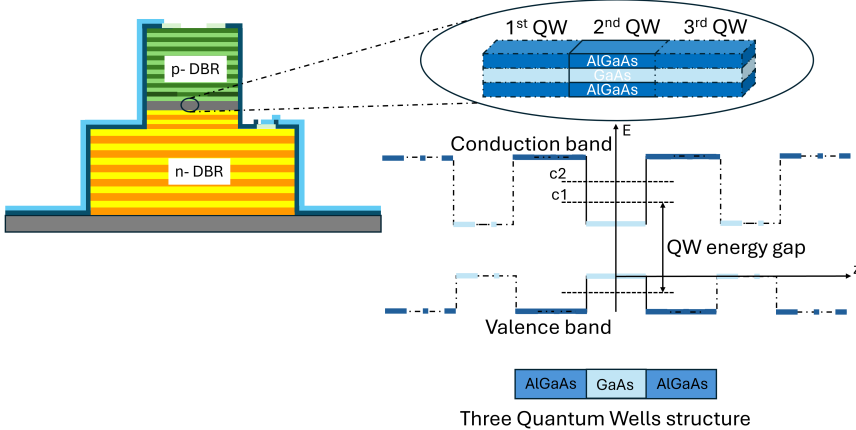 1st QW 2nd QW 3rd QW
AlGaAs
GaAs
AlGaAs
p- DBR
n- DBR
E
Conduction band
c2
c1
QW energy gap
z
Valence band
AlGaAs GaAs AlGaAs
Three Quantum Wells structure